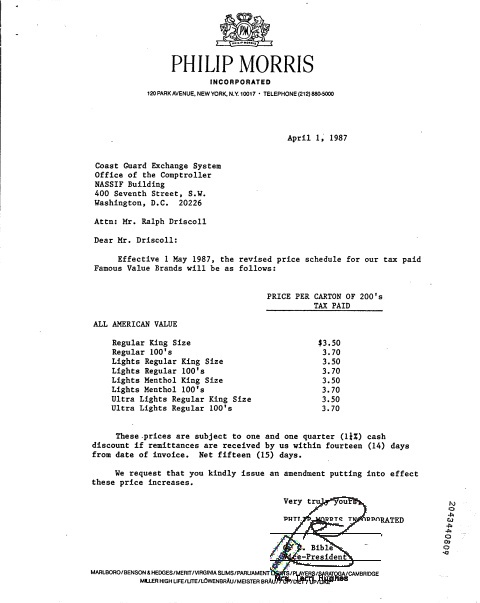 PM
PHILIP MORRIS
INCORPORATED
120 PARK AVENUE, NEW YORK, N.Y. 10017 • TELEPHONE (212) 880-5000
April 1, 1987
Coast Guard Exchange System
Office of the Comptroller
NASSIF Building
400 Seventh Street, S.W.
Washington, D.C. 20226
Attn: Mr. Ralph Driscoll
Dear Mr. Driscoll:
Effective 1 May 1987, the revised price schedule for our tax paid
Famous Value Brands will be as follows:
PRICE PER CARTON OF 200's
TAX PAID
ALL AMERICAN VALUE
Regular King Size $3.50
Regular 100's 3.70
Lights Regular King Size 3.50
Lights Regular 100's 3.70
Lights Menthol King Size 3.50
Lights Menthol 100's 3.70
Ultra Lights Regular King Size 3.50
Ultra Lights Regular 100's 3.70
These prices are subject to one and one quarter (1¼%) cash
discount if remittances are received by us within fourteen (14) days
from date of invoice. Net fifteen (15) days.
We request that you kindly issue an amendment putting into effect
these price increases.
Very truly yours,
PHILIP MORRIS INCORPORATED
Bible
Vice-President
2043440809
MARLBORO/BENSON & HEDGES/MERIT/VIRGINIA SLIMS/PARLIAMENT LIGHTS/PLAYERS/SARATOGA/CAMBRIDGE
MILLER HIGH LIFE/LITE/LÖWENBRÄU/MEISTER BRÄU/